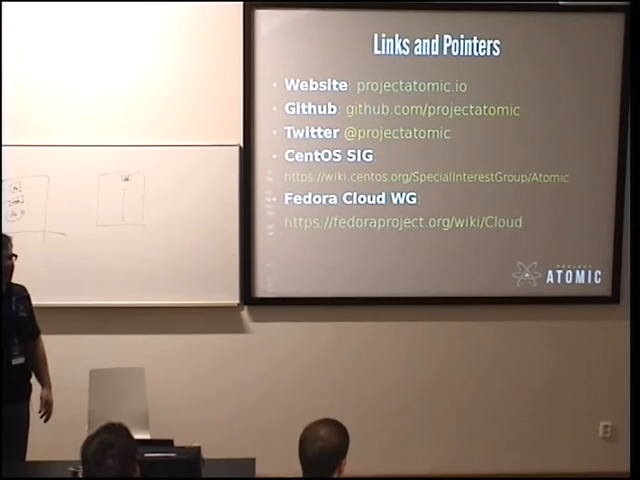 Links and Pointers
• Website projectatomic.io
• Github github.com/projectatomic
• Twitter @projectatomic
• CentOS SIG
https://wiki.centos.org/SpecialInterestGroup/Atomic
• Fedora Cloud WG
https://fedoraproject.org/wiki/Cloud
PROJECT
ATOMIC